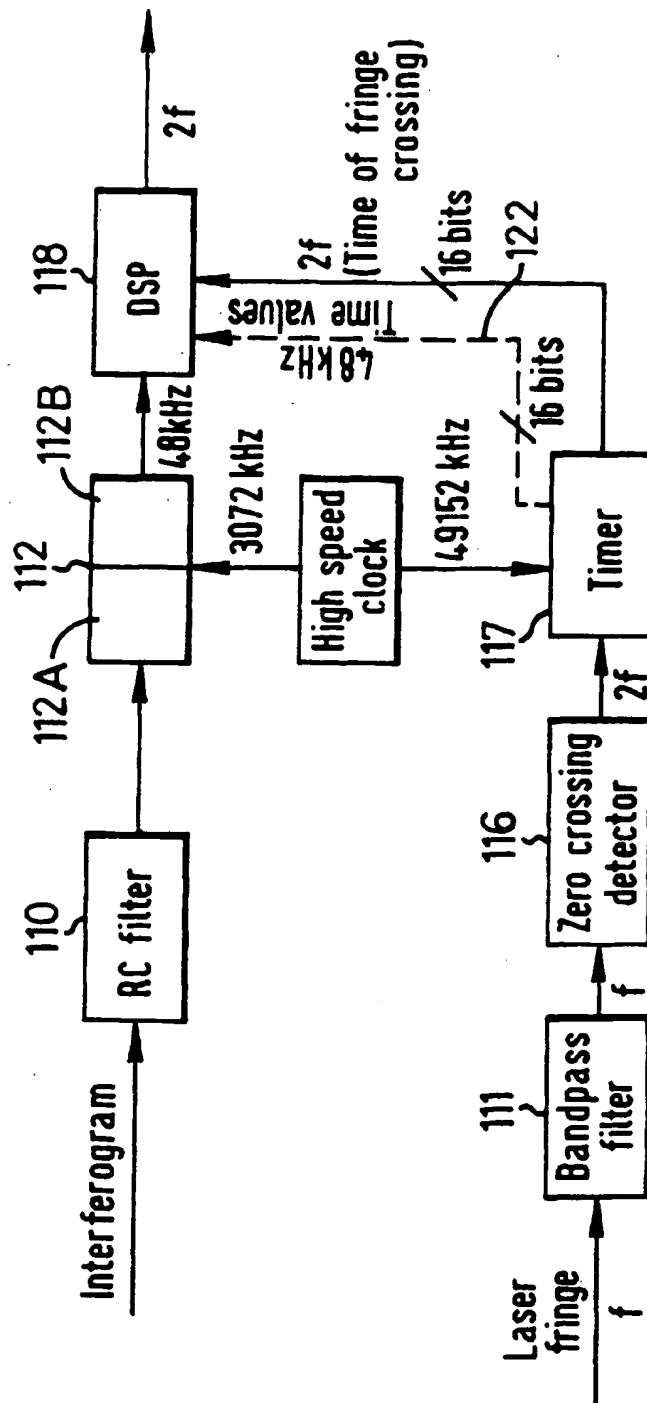 Interferogram
110
RC filter
112A
112
112B
48kHz
118
DSP
2f
3072 kHz
High speed
clock
49152 kHz
48kHz
Time values
2f
(Time of fringe
crossing)
16 bits
16 bits
122
Laser
fringe
f
111
Bandpass
filter
f
116
Zero crossing
detector
2f
117
Timer